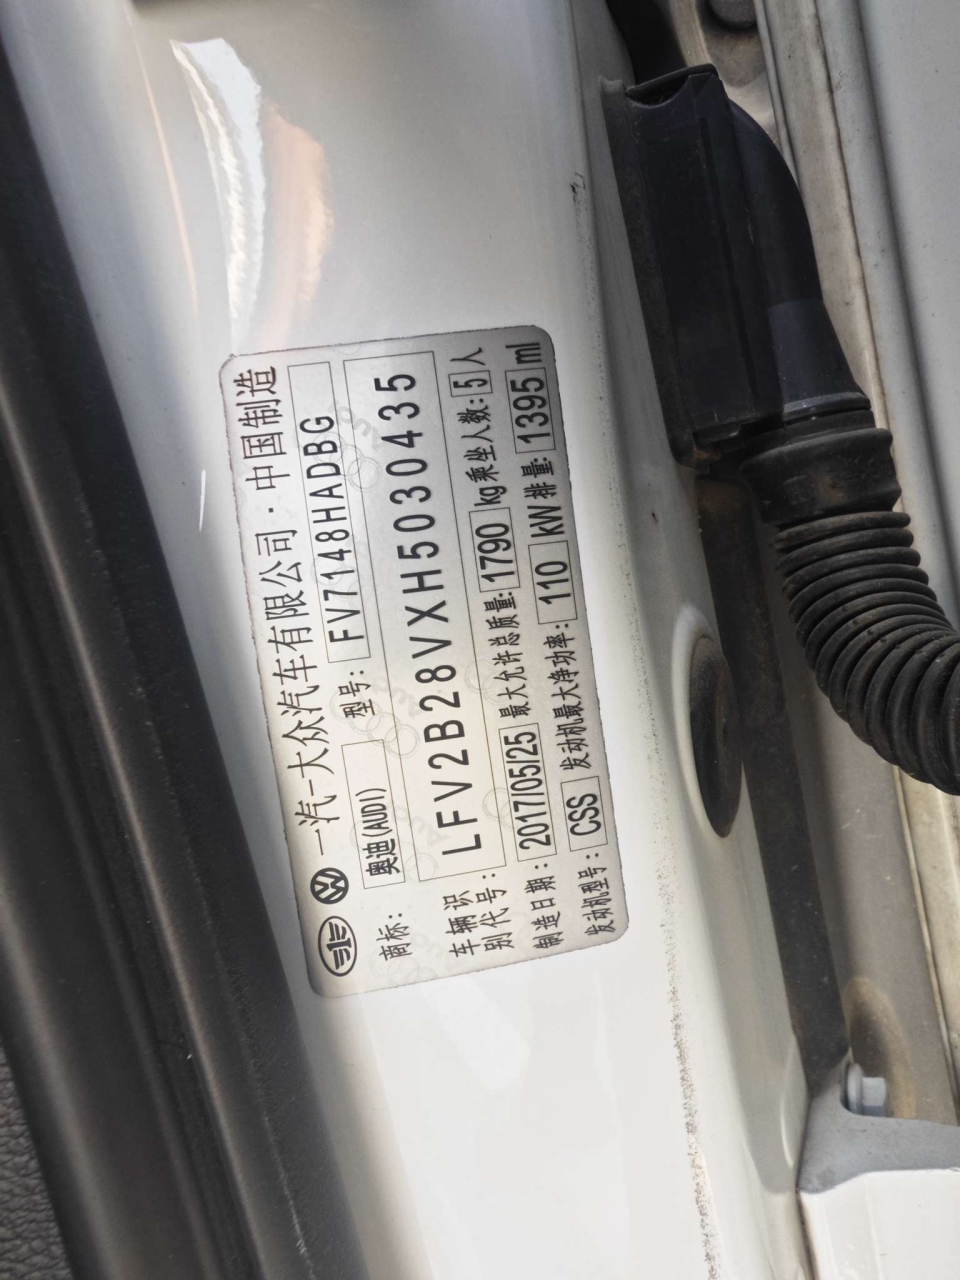 一汽-大众汽车有限公司·中国制造
商标: 奥迪(AUDI) 型号: FV7148HADBG
车辆识别代号: LFV2B28VXH5030435
制造日期: 2017/05/25 最大允许总质量: 1790 kg 乘坐人数: 5 人
发动机型号: CSS 发动机最大净功率: 110 kW 排量: 1395 ml